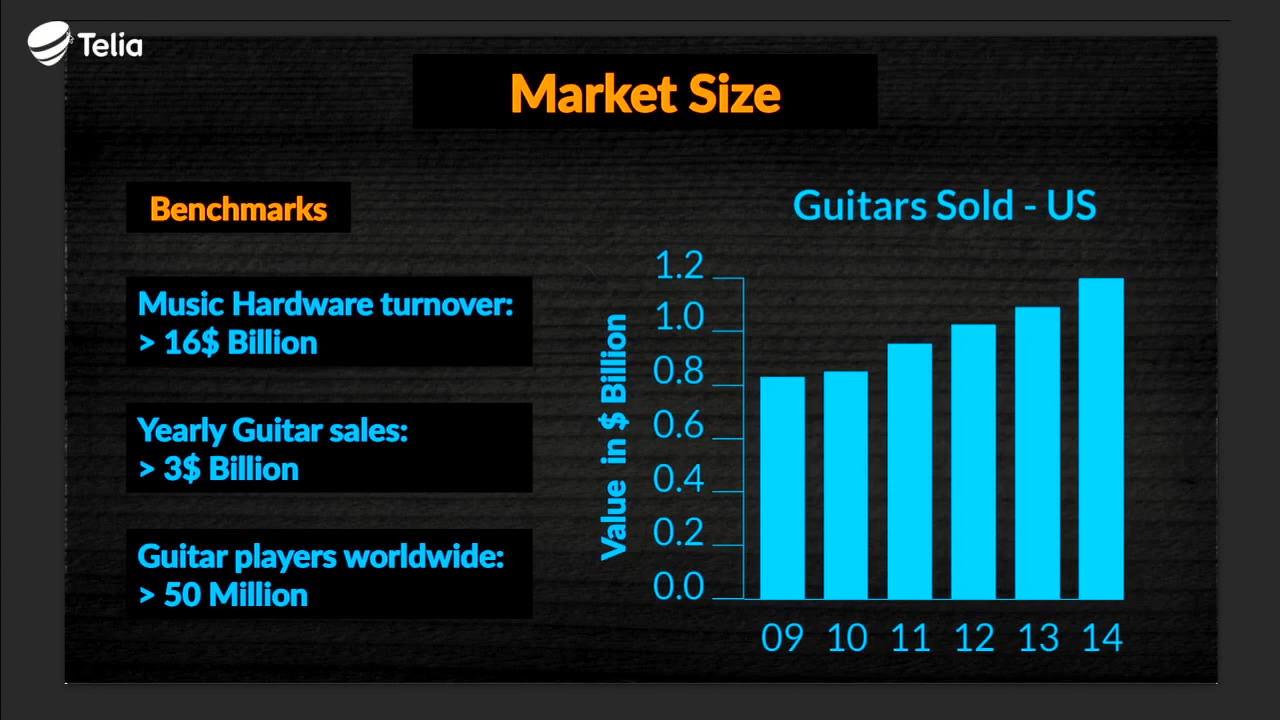 Telia
Market Size
Benchmarks
Music Hardware turnover:
> 16$ Billion
Yearly Guitar sales:
> 3$ Billion
Guitar players worldwide:
> 50 Million
Guitars Sold - US
Value in $ Billion
1.2
1.0
0.8
0.6
0.4
0.2
0.0
09 10 11 12 13 14